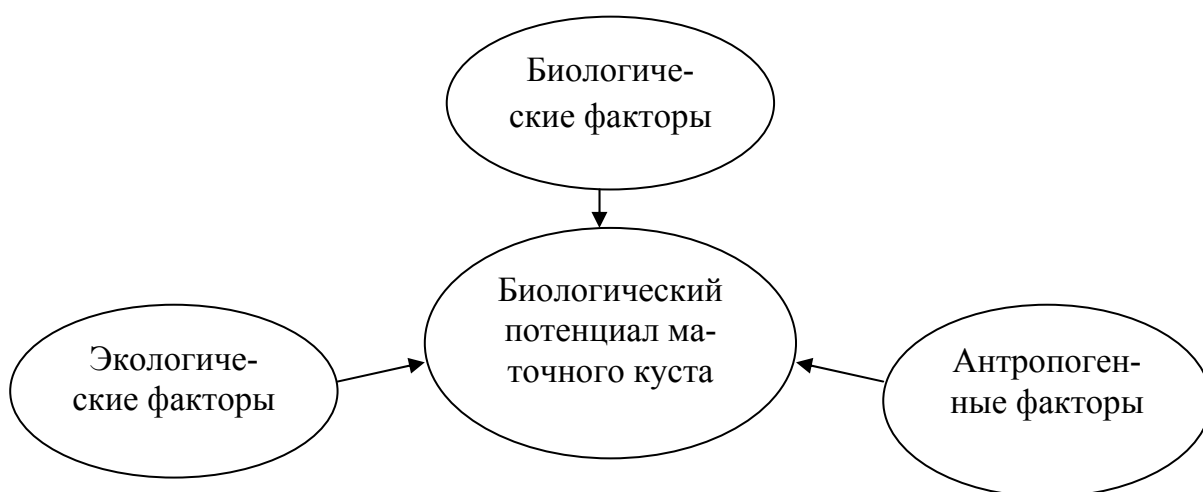 Биологиче-
ские факторы
Биологический
потенциал ма-
точного куста
Экологиче-
ские факторы
Антропоген-
ные факторы